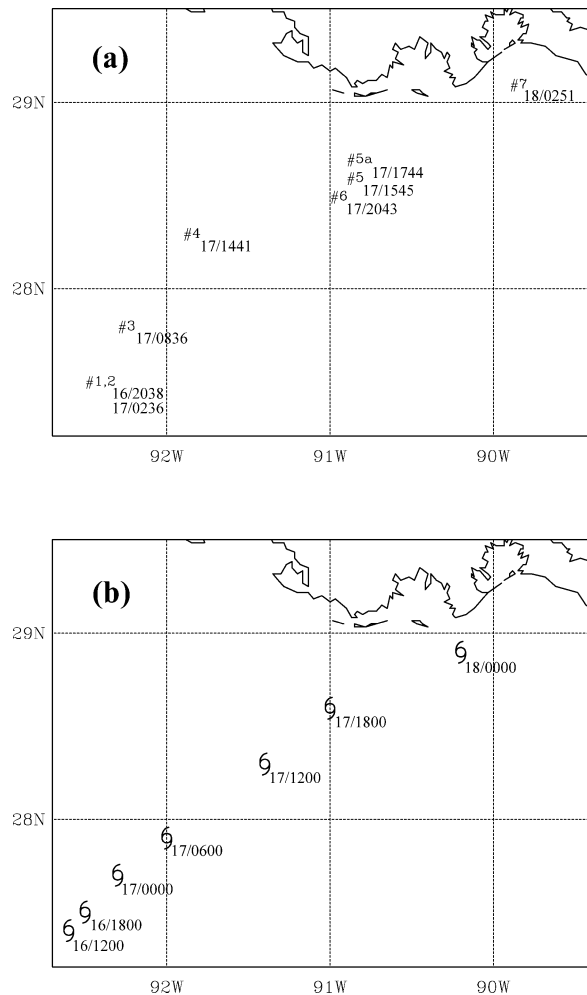 (a)
#7
18/0251
29N
#5a
17/1744
#5
17/1545
#6
17/2043
#4
17/1441
28N
#3
17/0836
#1,2
16/2038
17/0236
92W 91W 90W
(b)
29N
18/0000
17/1800
17/1200
28N
17/0600
17/0000
16/1800
16/1200
92W 91W 90W